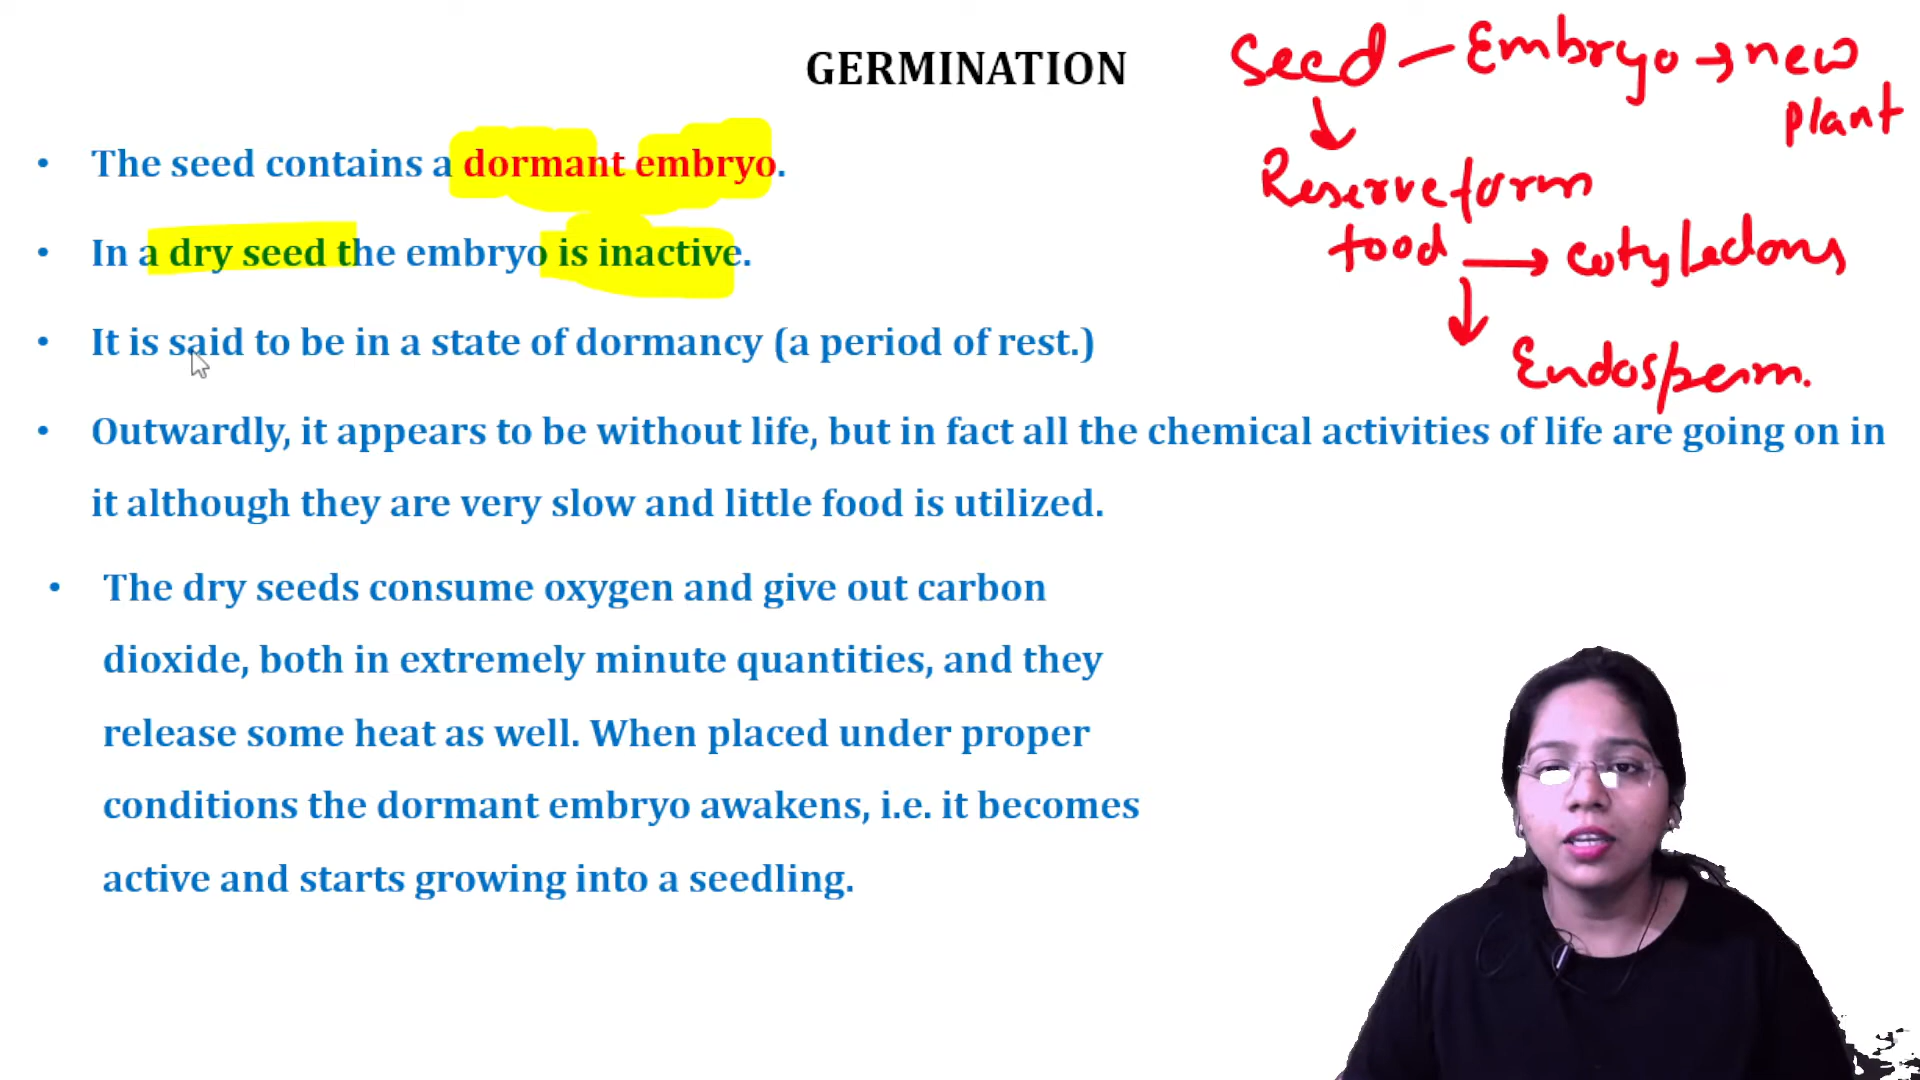 GERMINATION
• The seed contains a dormant embryo.
• In a dry seed the embryo is inactive.
• It is said to be in a state of dormancy (a period of rest.)
• Outwardly, it appears to be without life, but in fact all the chemical activities of life are going on in
it although they are very slow and little food is utilized.
• The dry seeds consume oxygen and give out carbon
dioxide, both in extremely minute quantities, and they
release some heat as well. When placed under proper
conditions the dormant embryo awakens, i.e. it becomes
active and starts growing into a seedling.
Seed — Embryo → new
plant
↓
Reserve form
food → cotyledons
↓
Endosperm.